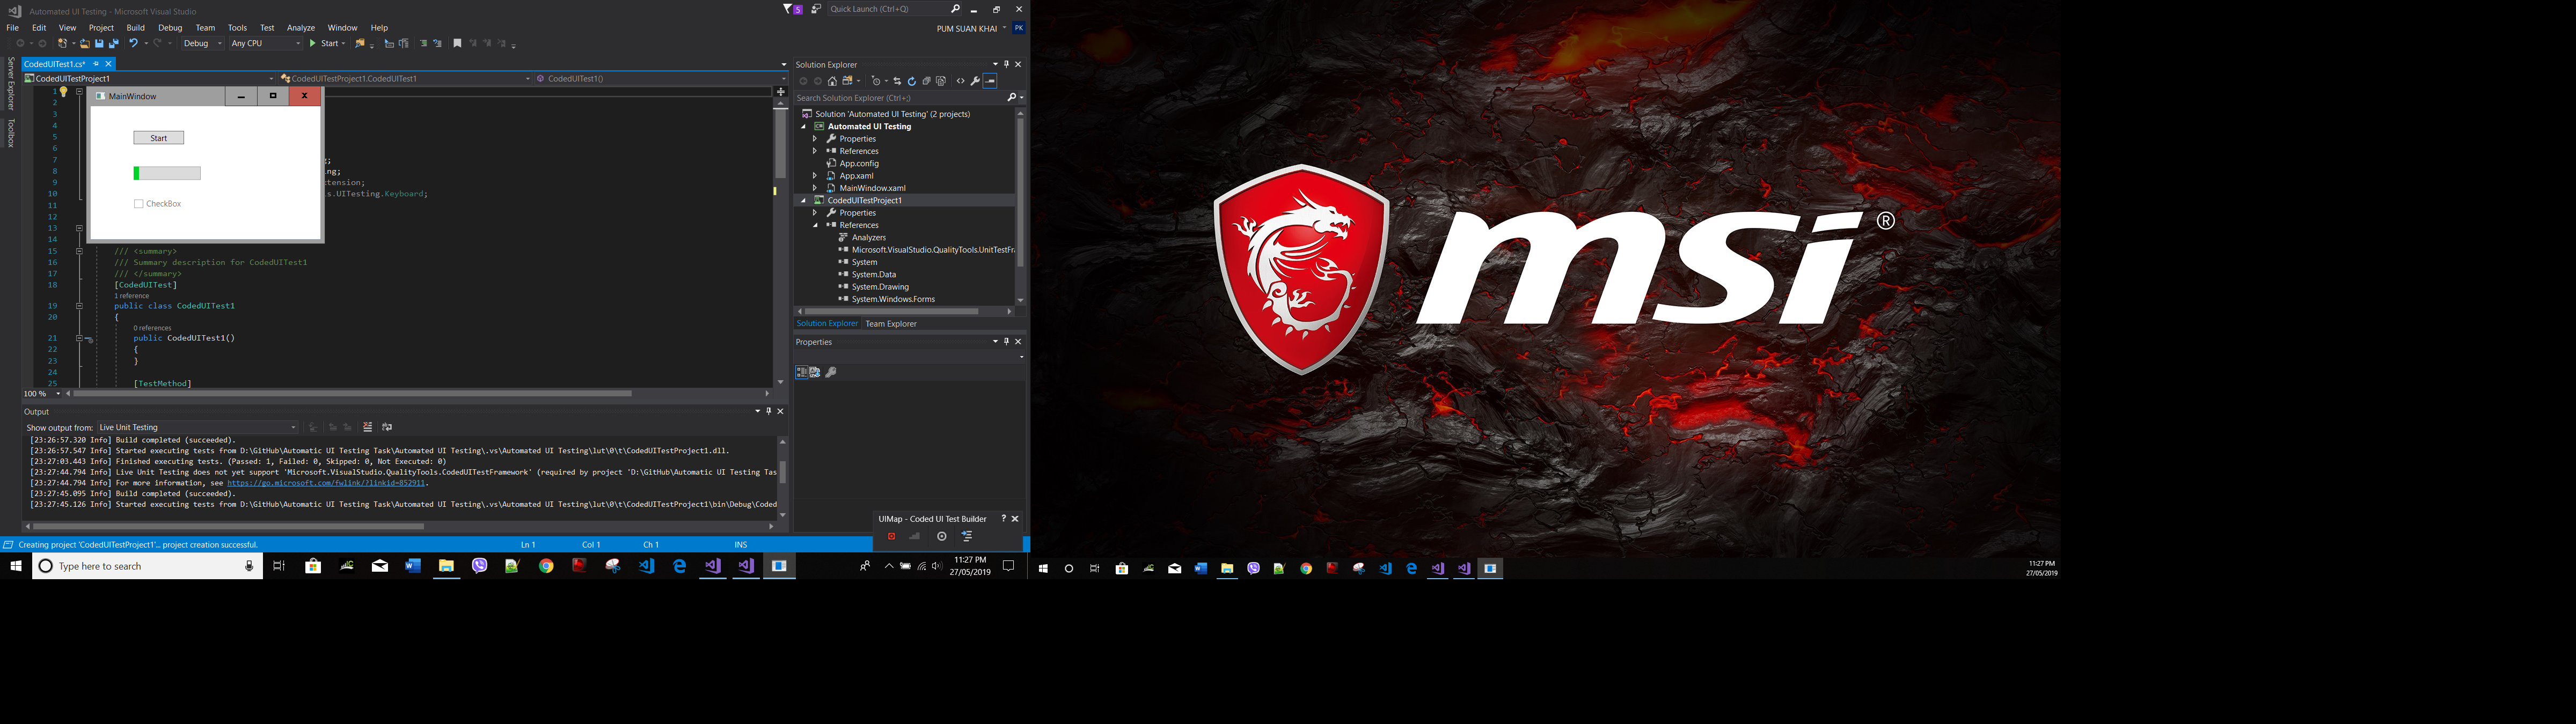 Automated UI Testing - Microsoft Visual Studio
5
Quick Launch (Ctrl+Q)
File Edit View Project Build Debug Team Tools Test Analyze Window Help
PUM SUAN KHAI PK
Debug Any CPU Start
Server Explorer
Toolbox
CodedUITest1.cs*
CodedUITestProject1 CodedUITestProject1.CodedUITest1 CodedUITest1()
MainWindow
Start
CheckBox
1
2
3
4
5
6
7 g;
8 ing;
9 xtension;
10 ls.UITesting.Keyboard;
11
12
13
14
15 /// <summary>
16 /// Summary description for CodedUITest1
17 /// </summary>
18 [CodedUITest]
1 reference
19 public class CodedUITest1
20 {
0 references
21 public CodedUITest1()
22 {
23 }
24
25 [TestMethod]
100 %
Output
Show output from: Live Unit Testing
[23:26:57.320 Info] Build completed (succeeded).
[23:26:57.547 Info] Started executing tests from D:\GitHub\Automatic UI Testing Task\Automated UI Testing\.vs\Automated UI Testing\lut\0\t\CodedUITestProject1.dll.
[23:27:03.443 Info] Finished executing tests. (Passed: 1, Failed: 0, Skipped: 0, Not Executed: 0)
[23:27:44.794 Info] Live Unit Testing does not yet support 'Microsoft.VisualStudio.QualityTools.CodedUITestFramework' (required by project 'D:\GitHub\Automatic UI Testing Tas
[23:27:44.794 Info] For more information, see https://go.microsoft.com/fwlink/?linkid=852911.
[23:27:45.095 Info] Build completed (succeeded).
[23:27:45.126 Info] Started executing tests from D:\GitHub\Automatic UI Testing Task\Automated UI Testing\.vs\Automated UI Testing\lut\0\t\CodedUITestProject1\bin\Debug\Coded
Solution Explorer
Search Solution Explorer (Ctrl+;)
Solution 'Automated UI Testing' (2 projects)
Automated UI Testing
Properties
References
App.config
App.xaml
MainWindow.xaml
CodedUITestProject1
Properties
References
Analyzers
Microsoft.VisualStudio.QualityTools.UnitTestFra
System
System.Data
System.Drawing
System.Windows.Forms
Solution Explorer Team Explorer
Properties
UIMap - Coded UI Test Builder ?
Creating project 'CodedUITestProject1'... project creation successful. Ln 1 Col 1 Ch 1 INS
Type here to search
11:27 PM
27/05/2019
msi®
11:27 PM
27/05/2019